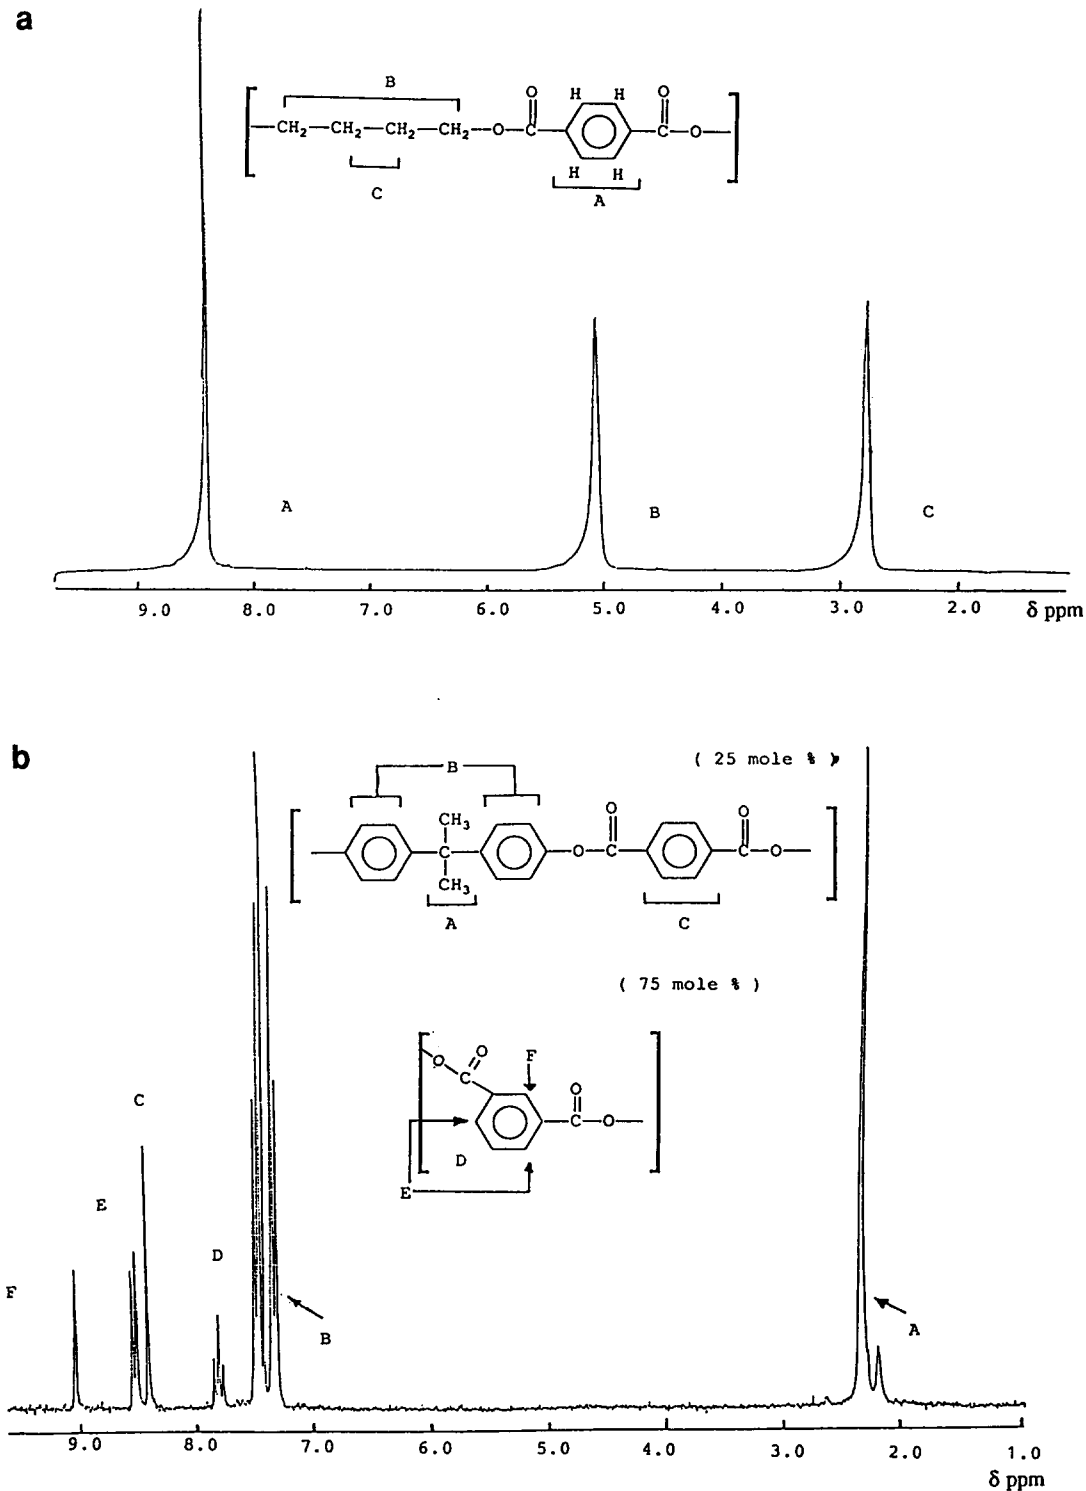 a
B
O O
H H
—CH2—CH2—CH2—CH2—O—C C—O—
H H
C
A
A B C
9.0 8.0 7.0 6.0 5.0 4.0 3.0 2.0 δ ppm
b
( 25 mole % )
B
CH3 O O
C O—C C—O
CH3
A C
( 75 mole % )
O O C F
O
C—O
D
E
C
E
D
F
B
A
9.0 8.0 7.0 6.0 5.0 4.0 3.0 2.0 1.0
δ ppm